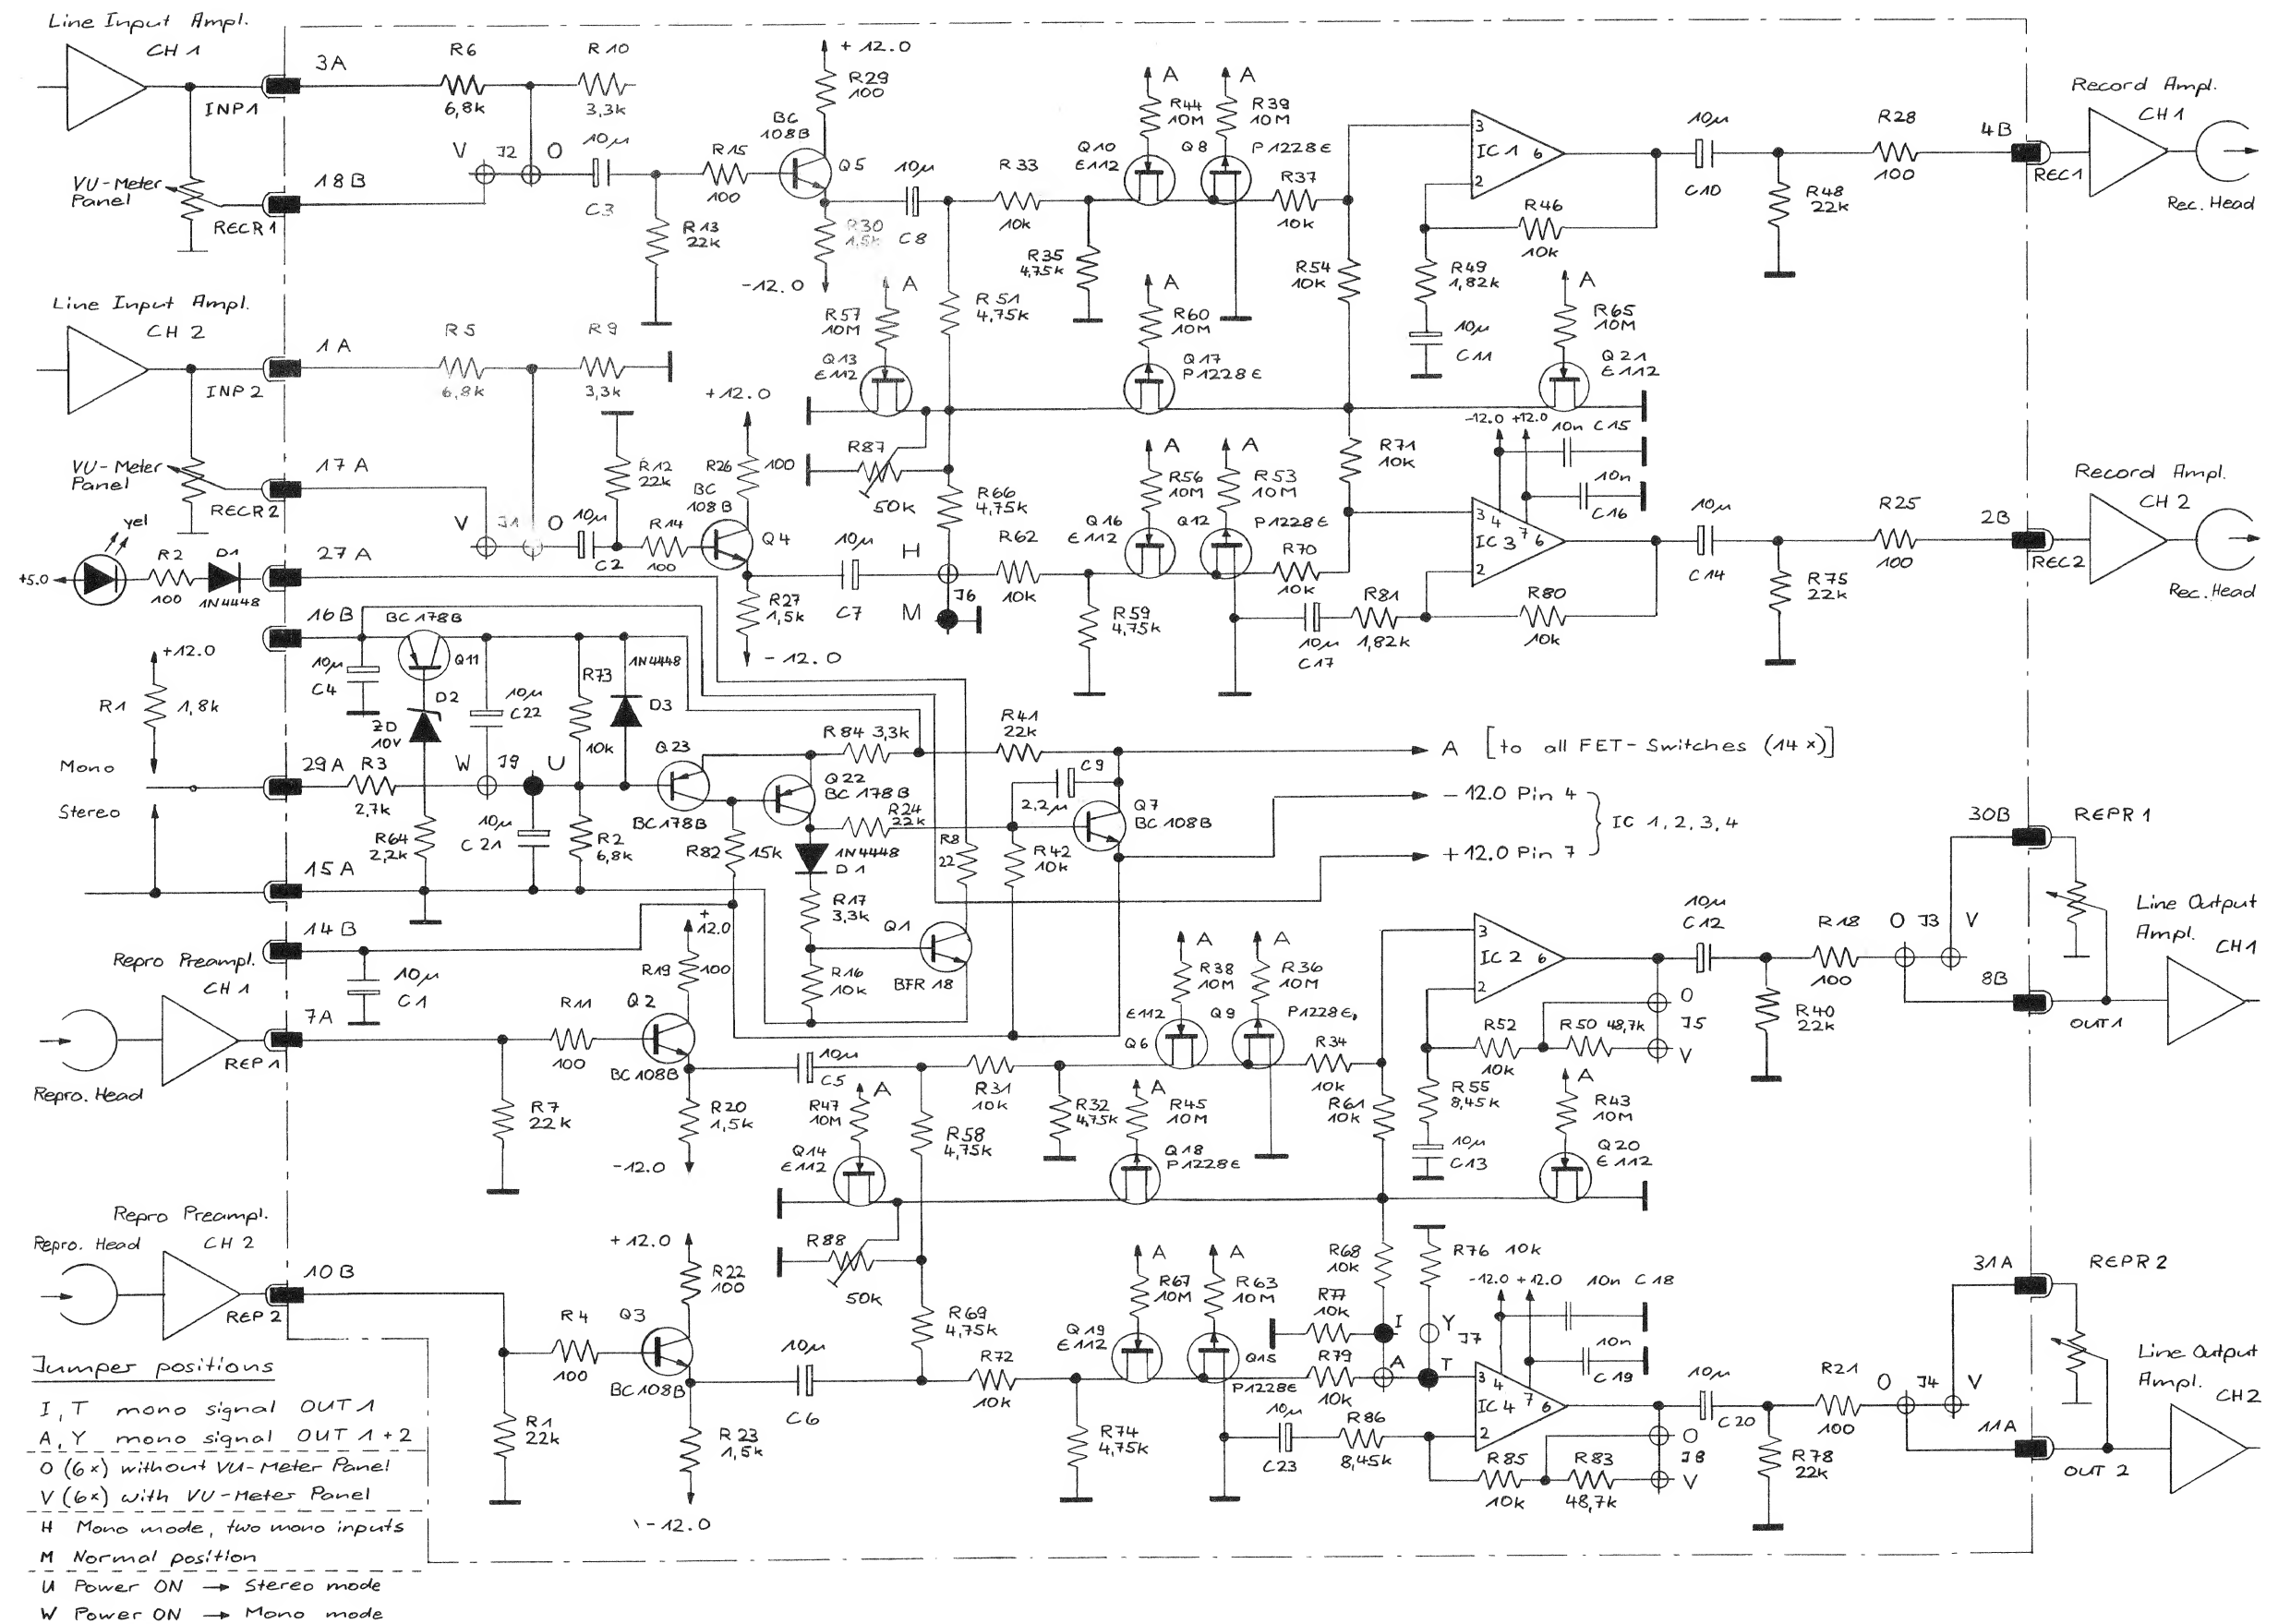 Line Input Ampl.
CH 1
3A
R6
6,8k
R10
3,3k
INP1
VU-Meter
Panel
18B
RECR1
V
J2
O
10µ
C3
R13
22k
R15
100
BC
108B
Q5
+12.0
R29
100
R30
1,5k
-12.0
10µ
C8
R33
10k
R35
4,75k
A
R44
10M
Q10
E112
A
R39
10M
Q8
P1228E
R37
10k
3
IC1 6
2
R46
10k
R49
1,82k
10µ
C11
10µ
C10
R48
22k
R28
100
4B
REC1
Record Ampl.
CH1
Rec. Head
Line Input Ampl.
CH 2
1A
R5
6,8k
R9
3,3k
INP2
VU-Meter
Panel
17A
RECR2
V
J1
O
10µ
C2
R12
22k
R14
100
BC
108B
Q4
+12.0
R26
100
R27
1,5k
-12.0
10µ
C7
A
R57
10M
Q13
E112
R51
4,75k
R87
50k
R66
4,75k
H
J6
M
A
R60
10M
Q17
P1228E
R54
10k
A
R65
10M
Q21
E112
R71
10k
R62
10k
R59
4,75k
A
R56
10M
Q16
E112
A
R53
10M
Q12
P1228E
R70
10k
-12.0 +12.0
10n C15
10n
C16
3
4
IC3
7
6
2
10µ
C17
R81
1,82k
R80
10k
10µ
C14
R75
22k
R25
100
2B
REC2
Record Ampl.
CH 2
Rec. Head
yel
+5.0
R2
100
D1
1N4448
27A
16B
+12.0
R1
1,8k
Mono
Stereo
10µ
C4
BC178B
Q11
D2
ZD
10V
10µ
C22
R73
10k
1N4448
D3
29A
R3
2,7k
W
J9
U
R64
2,2k
10µ
C21
R2
6,8k
15A
Q23
BC178B
R84 3,3k
Q22
BC178B
R24
22k
R82
15k
1N4448
D1
R17
3,3k
R16
10k
Q1
BFR18
R8
22
R41
22k
C9
2,2µ
Q7
BC108B
R42
10k
A [to all FET-Switches (14x)]
-12.0 Pin 4
+12.0 Pin 7
IC 1,2,3,4
14B
10µ
C1
Repro Preampl.
CH 1
7A
REP1
Repro. Head
R11
100
R7
22k
+
12.0
R19
100
Q2
BC108B
R20
1,5k
-12.0
10µ
C5
A
R47
10M
Q14
E112
R58
4,75k
R31
10k
R32
4,75k
A
R38
10M
E112
Q6
A
R36
10M
Q9
P1228E
R34
10k
A
R45
10M
Q18
P1228E
R61
10k
3
IC2 6
2
R52
10k
R50 48,7k
O
J5
V
R55
8,45k
10µ
C13
A
R43
10M
Q20
E112
10µ
C12
R40
22k
R18
100
O J3 V
30B
REPR1
8B
OUT1
Line Output
Ampl.
CH1
Repro Preampl.
CH 2
Repro. Head
10B
REP2
R4
100
R1
22k
+12.0
R22
100
Q3
BC108B
R23
1,5k
-12.0
10µ
C6
R88
50k
R69
4,75k
R72
10k
R74
4,75k
A
R67
10M
Q19
E112
A
R63
10M
Q15
P1228E
R68
10k
R77
10k
I
R79
10k
A
R76 10k
Y
J7
T
-12.0 +12.0
10n C18
10n
C19
3
4
IC4
7
6
2
10µ
C23
R86
8,45k
R85
10k
R83
48,7k
O
J8
V
10µ
C20
R78
22k
R21
100
O J4 V
31A
REPR2
11A
OUT 2
Line Output
Ampl.
CH2
Jumper positions
I, T mono signal OUT 1
A, Y mono signal OUT 1+2
O (6x) without VU-Meter Panel
V (6x) with VU-Meter Panel
H Mono mode, two mono inputs
M Normal position
U Power ON → Stereo mode
W Power ON → Mono mode